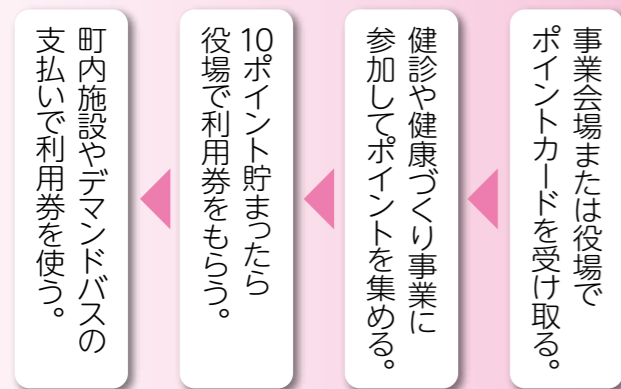 事業会場または役場で
ポイントカードを受け取る。
健診や健康づくり事業に
参加してポイントを集める。
10ポイント貯まったら
役場で利用券をもらう。
町内施設やデマンドバスの
支払いで利用券を使う。